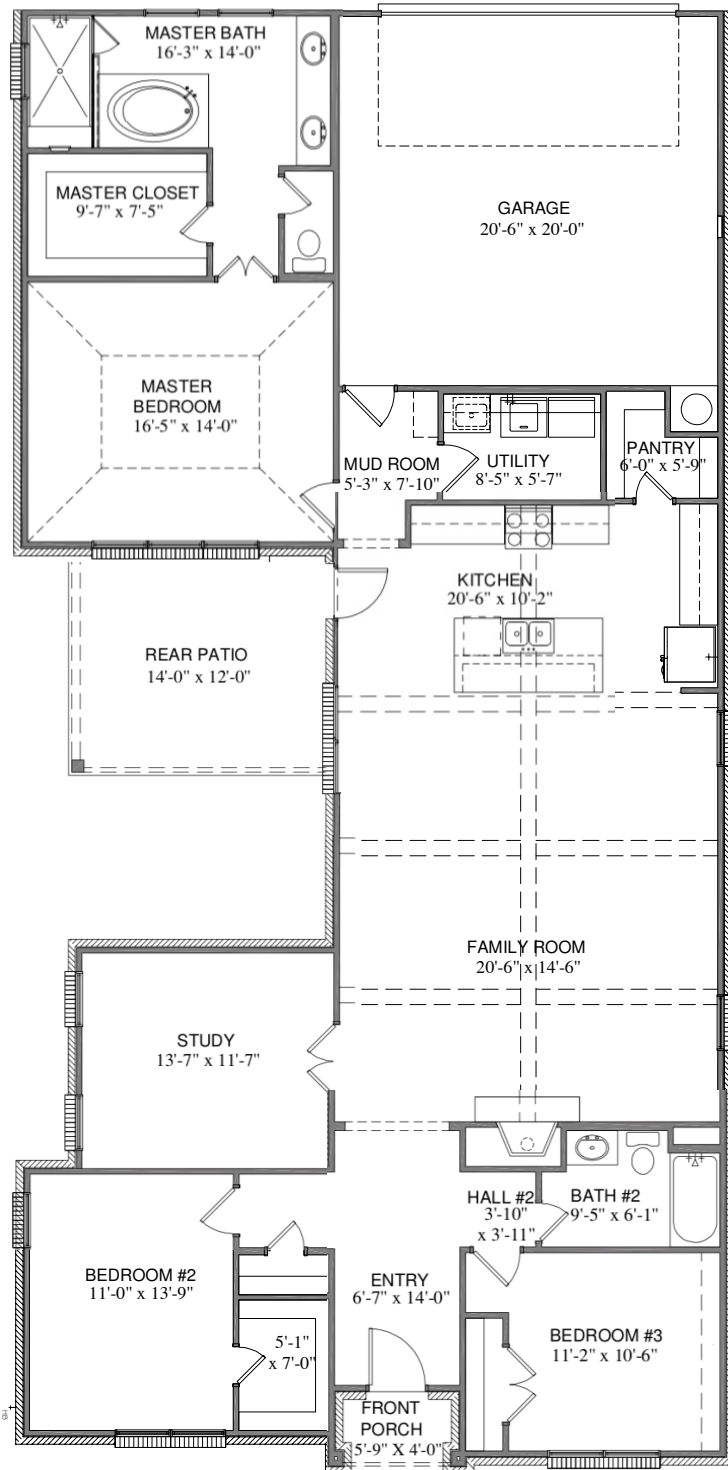 MASTER BATH
16'-3" x 14'-0"
MASTER CLOSET
9'-7" x 7'-5"
GARAGE
20'-6" x 20'-0"
MASTER
BEDROOM
16'-5" x 14'-0"
MUD ROOM
5'-3" x 7'-10"
UTILITY
8'-5" x 5'-7"
PANTRY
6'-0" x 5'-9"
KITCHEN
20'-6" x 10'-2"
REAR PATIO
14'-0" x 12'-0"
FAMILY ROOM
20'-6" x 14'-6"
STUDY
13'-7" x 11'-7"
HALL #2
3'-10"
x 3'-11"
BATH #2
9'-5" x 6'-1"
BEDROOM #2
11'-0" x 13'-9"
ENTRY
6'-7" x 14'-0"
5'-1"
x 7'-0"
BEDROOM #3
11'-2" x 10'-6"
FRONT
PORCH
5'-9" X 4'-0"
HB